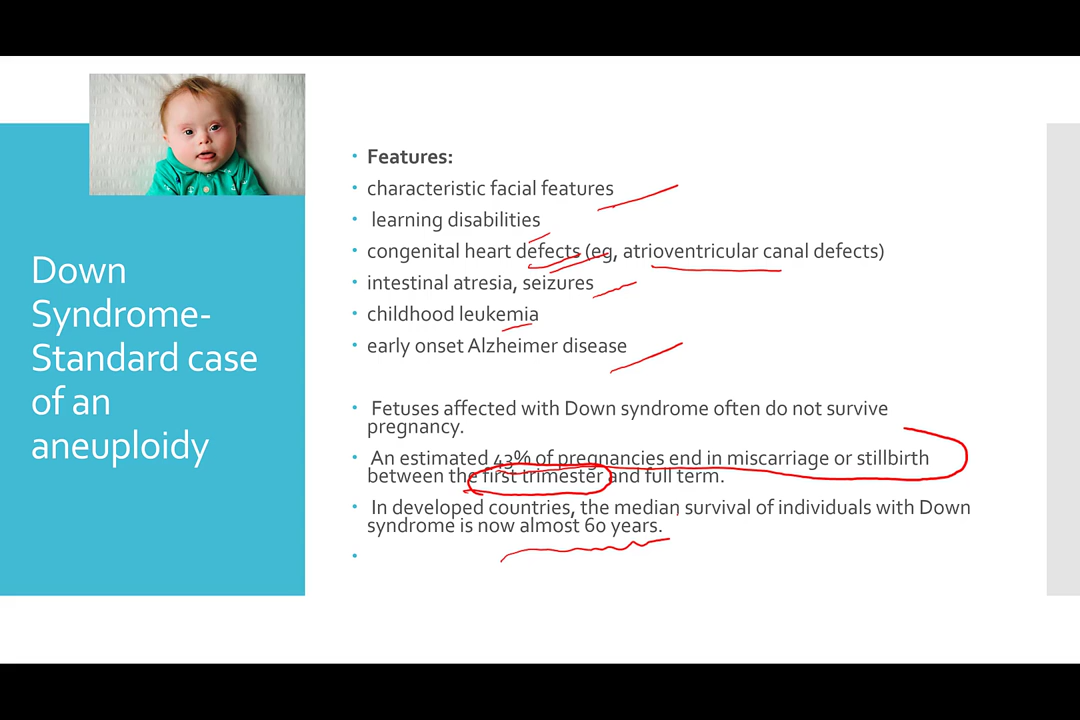 Down
Syndrome-
Standard case
of an
aneuploidy
Features:
characteristic facial features
learning disabilities
congenital heart defects (eg, atrioventricular canal defects)
intestinal atresia, seizures
childhood leukemia
early onset Alzheimer disease
Fetuses affected with Down syndrome often do not survive
pregnancy.
An estimated 43% of pregnancies end in miscarriage or stillbirth
between the first trimester and full term.
In developed countries, the median survival of individuals with Down
syndrome is now almost 60 years.